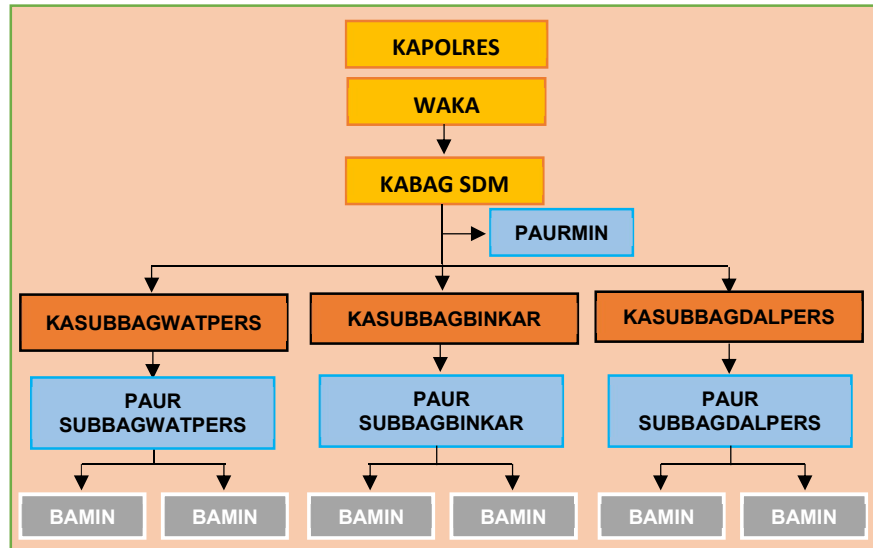 KAPOLRES
WAKA
KABAG SDM
PAURMIN
KASUBBAGWATPERS
KASUBBAGBINKAR
KASUBBAGDALPERS
PAUR
SUBBAGWATPERS
PAUR
SUBBAGBINKAR
PAUR
SUBBAGDALPERS
BAMIN
BAMIN
BAMIN
BAMIN
BAMIN
BAMIN